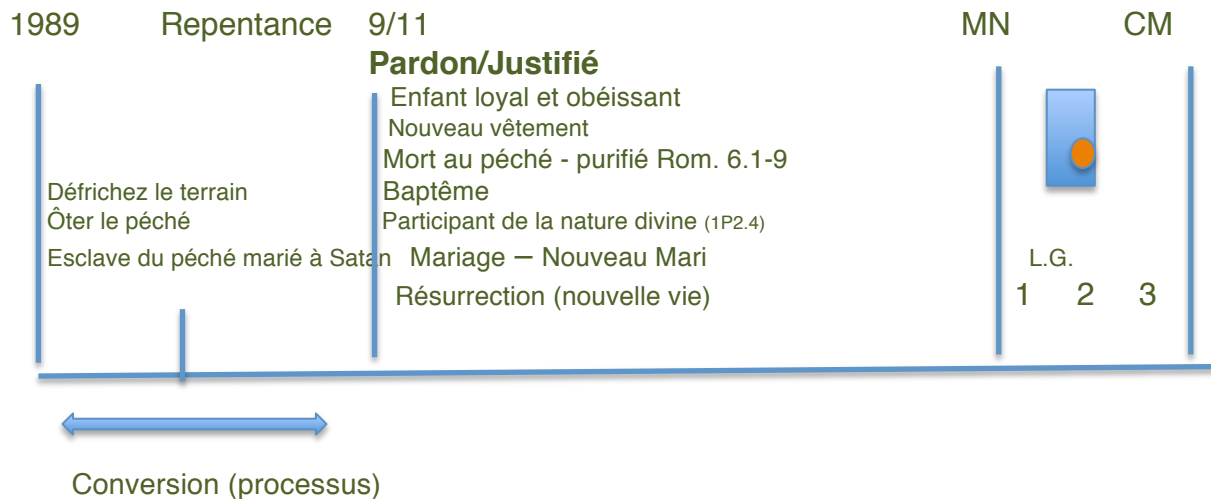 1989 Repentance 9/11 MN CM
Pardon/Justifié
Enfant loyal et obéissant
Nouveau vêtement
Mort au péché - purifié Rom. 6.1-9
Défrichez le terrain Baptême
Ôter le péché Participant de la nature divine (1P2.4)
Esclave du péché marié à Satan Mariage – Nouveau Mari L.G.
Résurrection (nouvelle vie) 1 2 3
Conversion (processus)